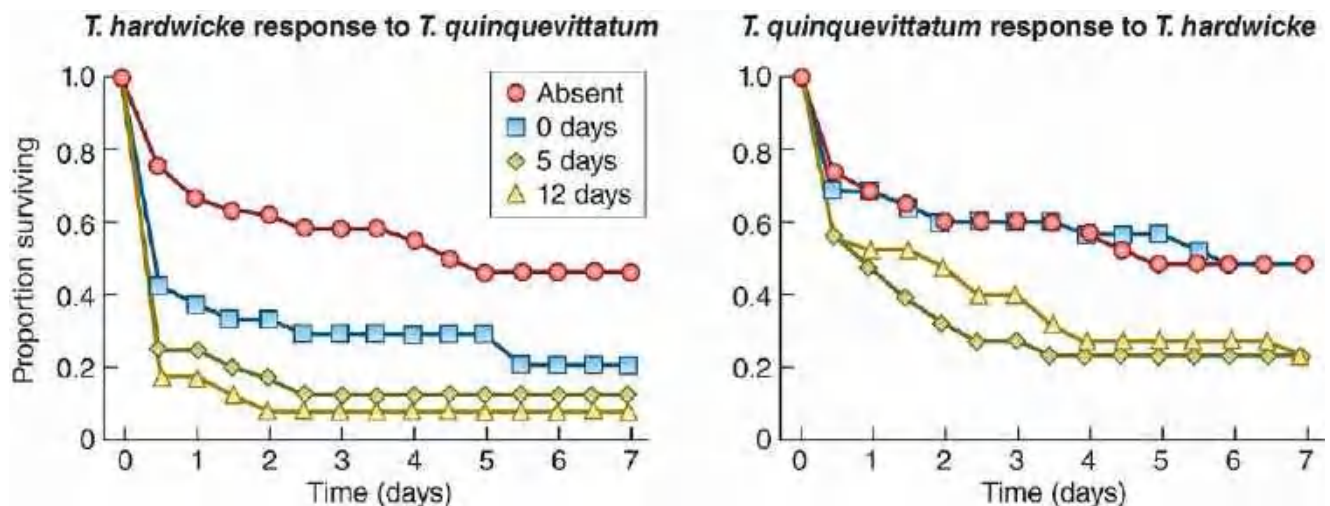 T. hardwicke response to T. quinquevittatum
1.0
0.8
0.6
0.4
0.2
0
Proportion surviving
Absent
0 days
5 days
12 days
0 1 2 3 4 5 6 7
Time (days)
T. quinquevittatum response to T. hardwicke
1.0
0.8
0.6
0.4
0.2
0
0 1 2 3 4 5 6 7
Time (days)